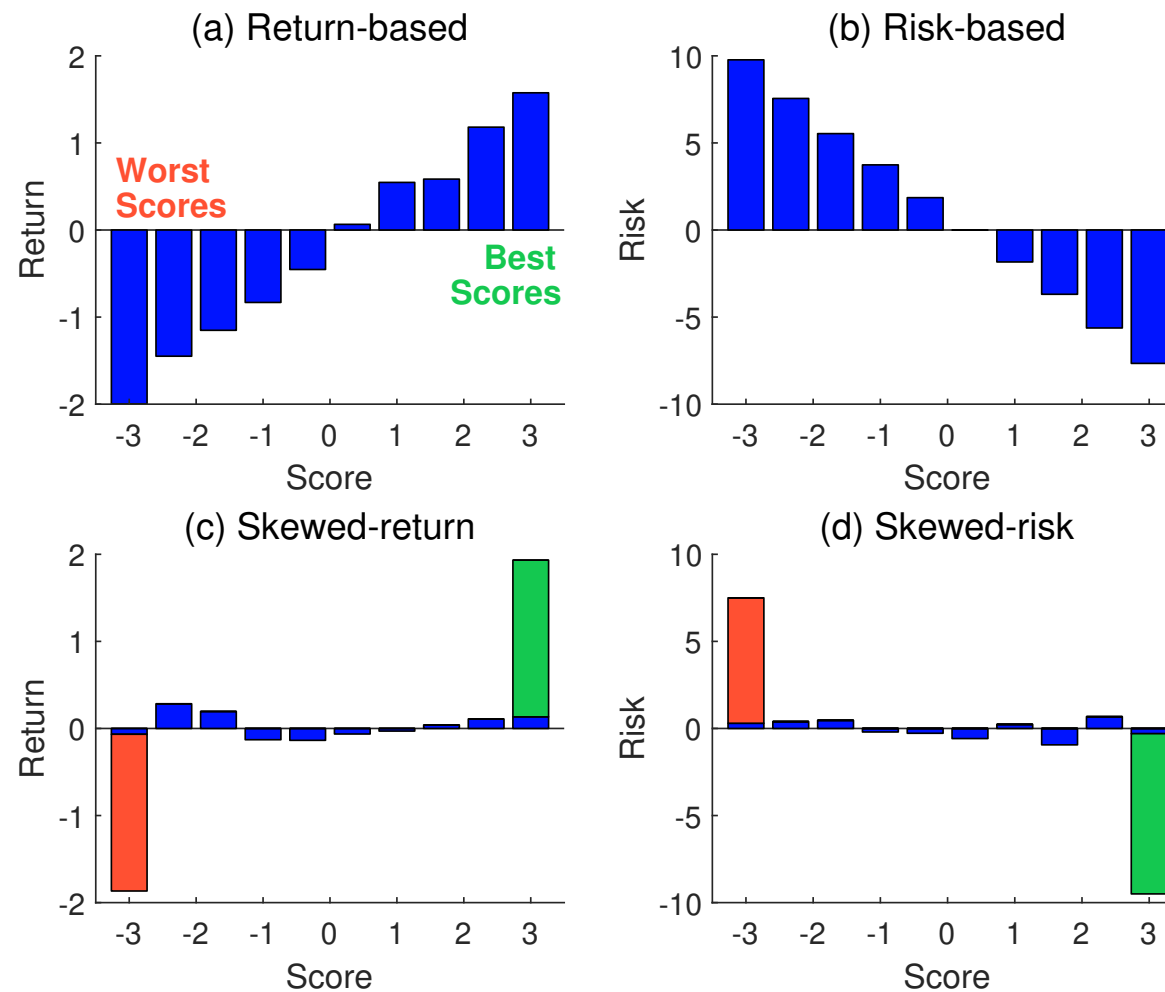 (a) Return-based
2
1
0
-1
-2
Return
Worst
Scores
Best
Scores
-3 -2 -1 0 1 2 3
Score
(b) Risk-based
10
5
0
-5
-10
Risk
-3 -2 -1 0 1 2 3
Score
(c) Skewed-return
2
1
0
-1
-2
Return
-3 -2 -1 0 1 2 3
Score
(d) Skewed-risk
10
5
0
-5
-10
Risk
-3 -2 -1 0 1 2 3
Score